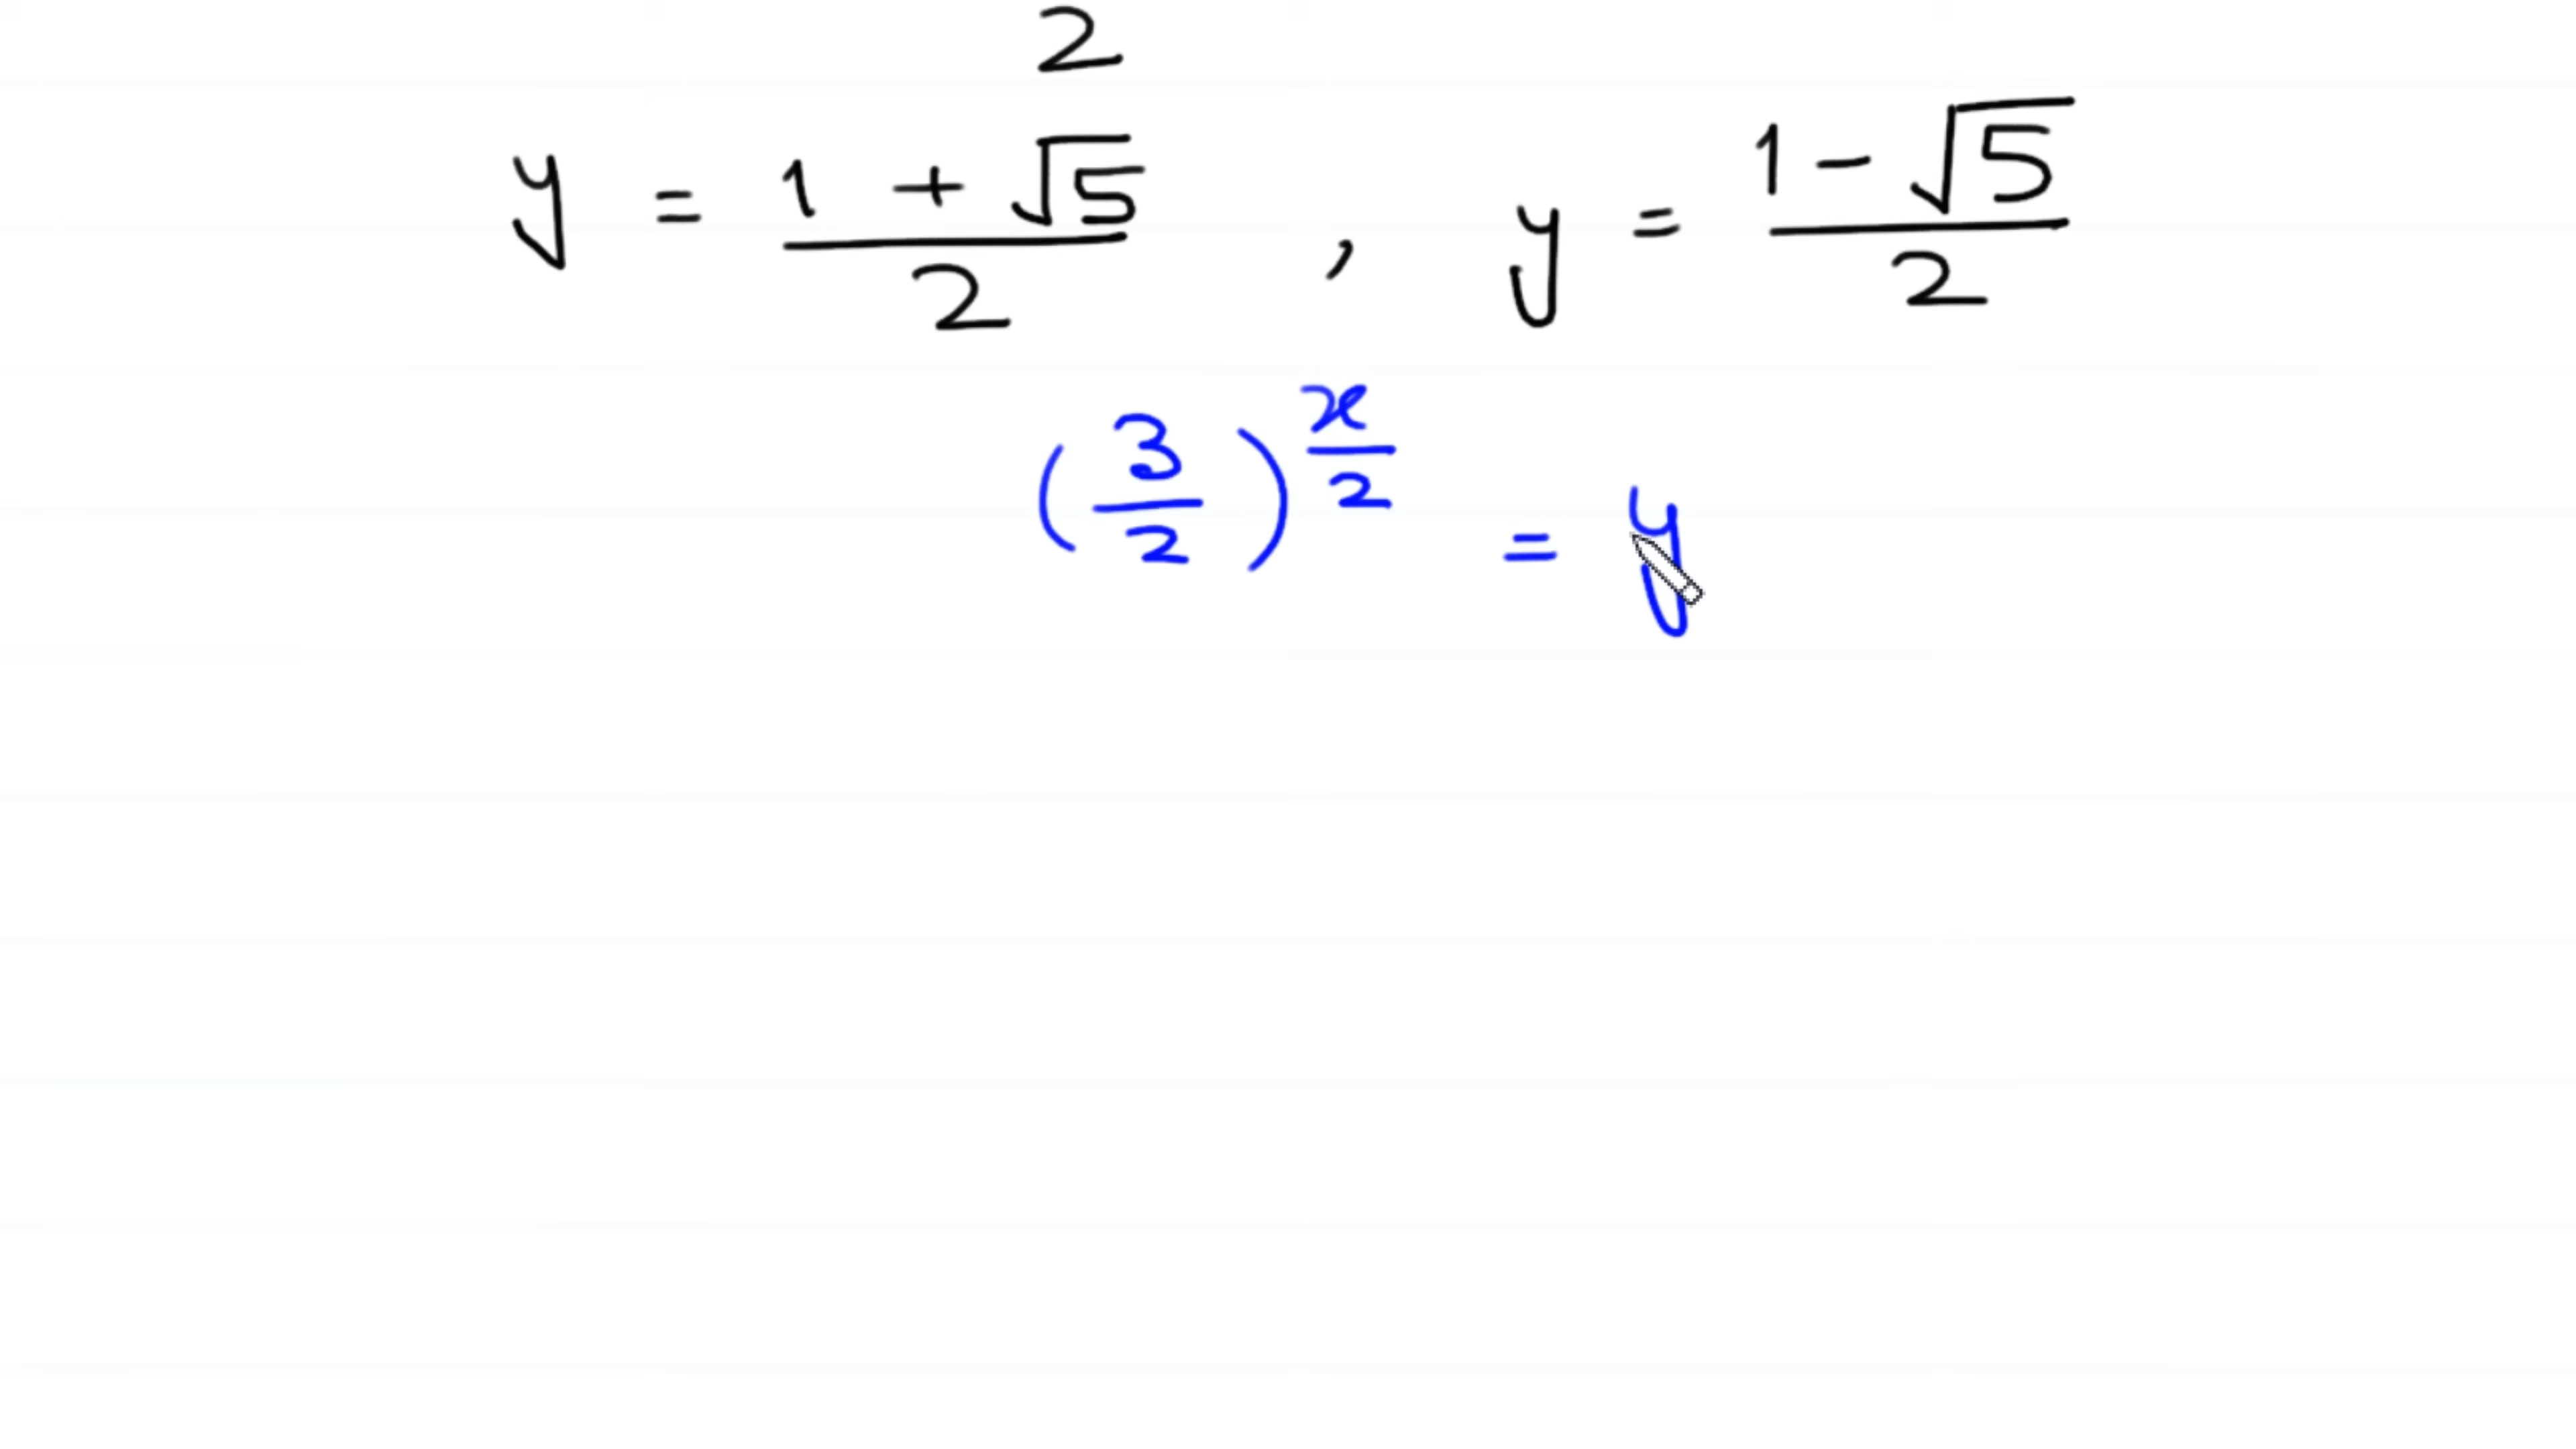 2
y = (1 + √5)/2 , y = (1 - √5)/2
(3/2)^(x/2) = y